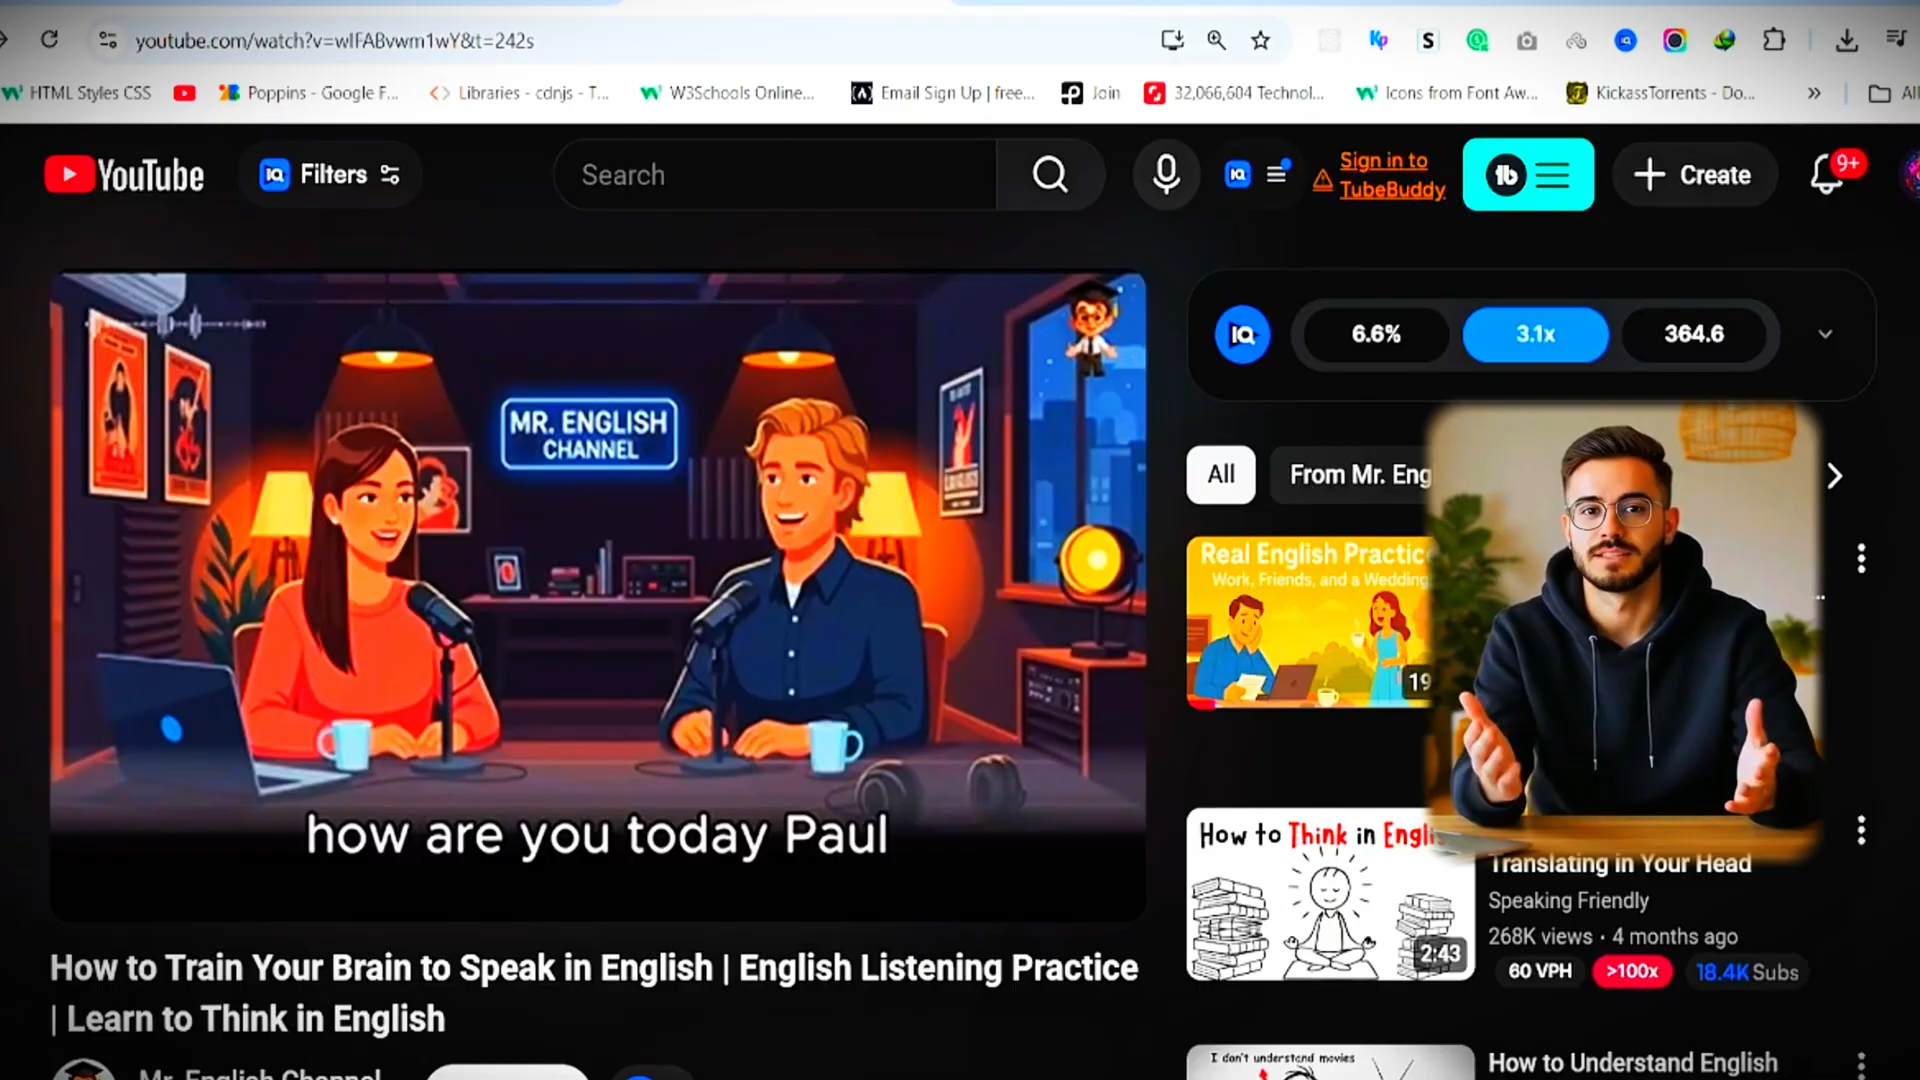 youtube.com/watch?v=wlFABvwm1wY&t=242s
HTML Styles CSS
Poppins - Google F...
Libraries - cdnjs - T...
W3Schools Online...
Email Sign Up | free...
Join
32,066,604 Technol...
Icons from Font Aw...
KickassTorrents - Do...
All
YouTube
Filters
Search
Sign in to
TubeBuddy
Create
9+
6.6%
3.1x
364.6
MR. ENGLISH
CHANNEL
how are you today Paul
All
From Mr. Eng
Real English Practice
Work, Friends, and a Wedding
19
How to Think in Engli
2:43
Translating in Your Head
Speaking Friendly
268K views · 4 months ago
60 VPH
>100x
18.4K Subs
How to Train Your Brain to Speak in English | English Listening Practice
| Learn to Think in English
Mr. English Channel
I don't understand movies
How to Understand English